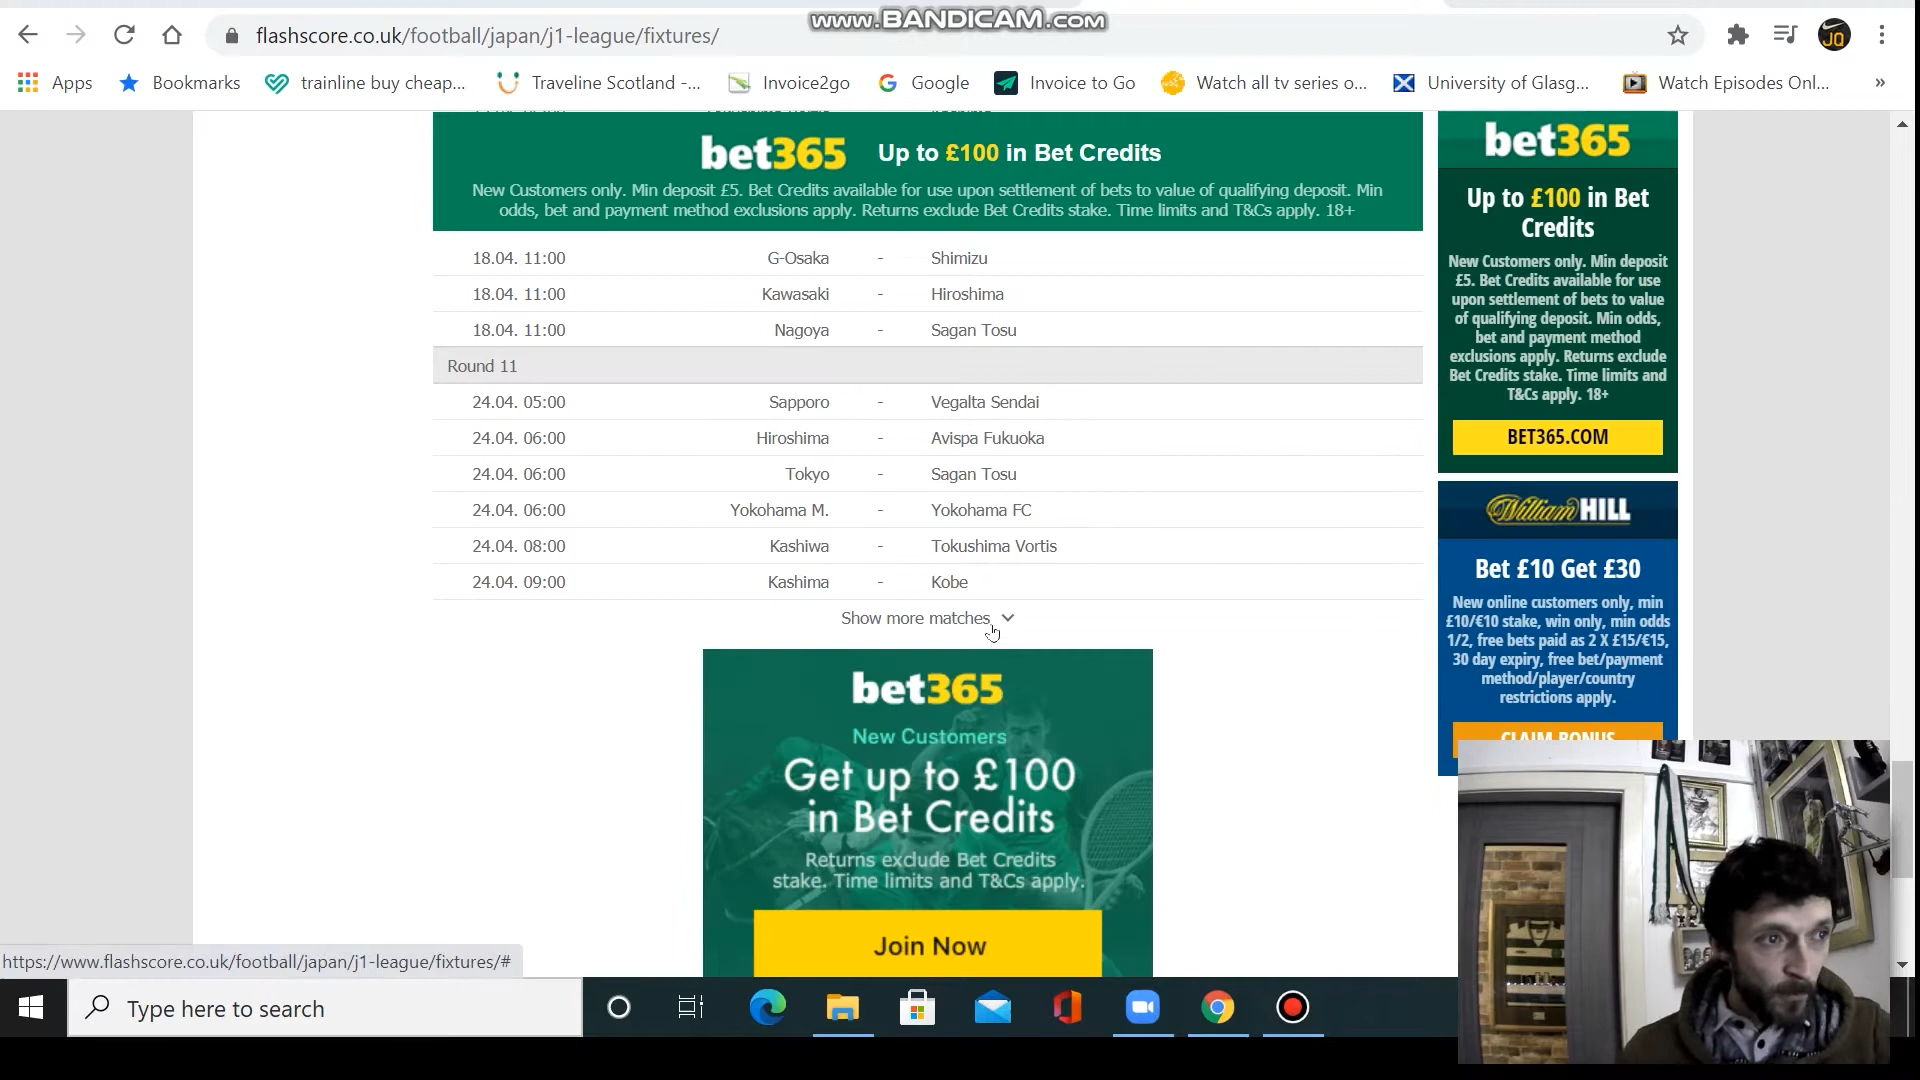 www.BANDICAM.com
flashscore.co.uk/football/japan/j1-league/fixtures/
JQ
Apps
Bookmarks
trainline buy cheap...
Traveline Scotland -...
Invoice2go
Google
Invoice to Go
Watch all tv series o...
University of Glasg...
Watch Episodes Onl...
»
bet365 Up to £100 in Bet Credits
New Customers only. Min deposit £5. Bet Credits available for use upon settlement of bets to value of qualifying deposit. Min
odds, bet and payment method exclusions apply. Returns exclude Bet Credits stake. Time limits and T&Cs apply. 18+
18.04. 11:00 G-Osaka - Shimizu
18.04. 11:00 Kawasaki - Hiroshima
18.04. 11:00 Nagoya - Sagan Tosu
Round 11
24.04. 05:00 Sapporo - Vegalta Sendai
24.04. 06:00 Hiroshima - Avispa Fukuoka
24.04. 06:00 Tokyo - Sagan Tosu
24.04. 06:00 Yokohama M. - Yokohama FC
24.04. 08:00 Kashiwa - Tokushima Vortis
24.04. 09:00 Kashima - Kobe
Show more matches
bet365
New Customers
Get up to £100
in Bet Credits
Returns exclude Bet Credits
stake. Time limits and T&Cs apply.
Join Now
bet365
Up to £100 in Bet
Credits
New Customers only. Min deposit
£5. Bet Credits available for use
upon settlement of bets to value
of qualifying deposit. Min odds,
bet and payment method
exclusions apply. Returns exclude
Bet Credits stake. Time limits and
T&Cs apply. 18+
BET365.COM
William HILL
Bet £10 Get £30
New online customers only, min
£10/€10 stake, win only, min odds
1/2, free bets paid as 2 X £15/€15,
30 day expiry, free bet/payment
method/player/country
restrictions apply.
CLAIM BONUS
https://www.flashscore.co.uk/football/japan/j1-league/fixtures/#
Type here to search